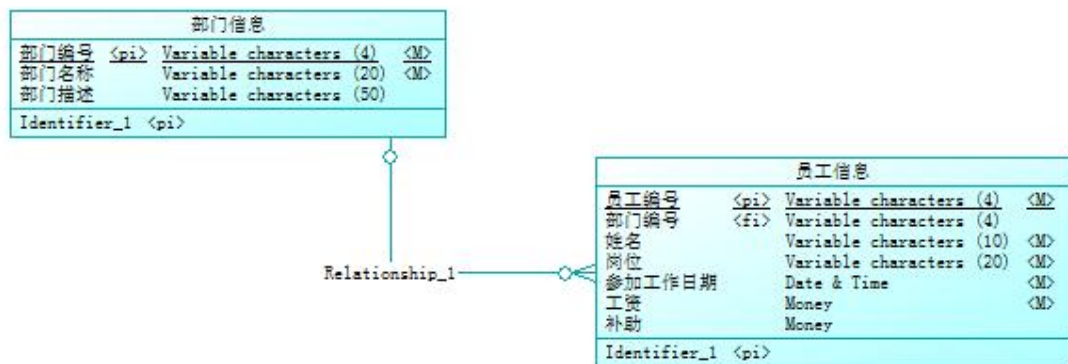 部门信息
部门编号 <pi> Variable characters (4) <M>
部门名称 Variable characters (20) <M>
部门描述 Variable characters (50)
Identifier_1 <pi>
Relationship_1
员工信息
员工编号 <pi> Variable characters (4) <M>
部门编号 <fi> Variable characters (4)
姓名 Variable characters (10) <M>
岗位 Variable characters (20) <M>
参加工作日期 Date & Time <M>
工资 Money <M>
补助 Money
Identifier_1 <pi>